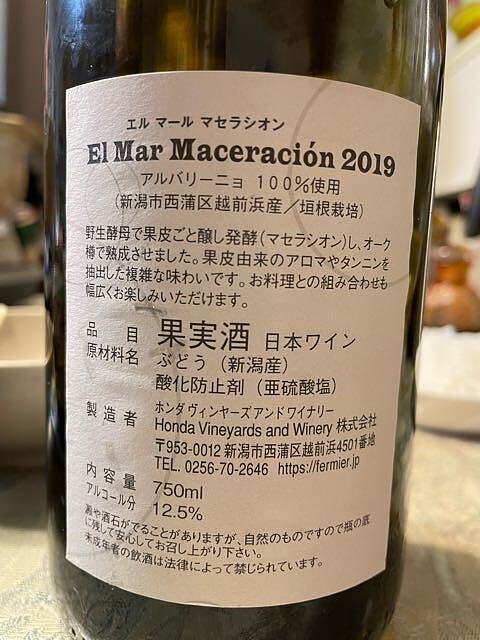 エル マール マセラシオン
El Mar Maceración 2019
アルバリーニョ 100%使用
(新潟市西蒲区越前浜産/垣根栽培)
野生酵母で果皮ごと醸し発酵(マセラシオン)し、オーク
樽で熟成させました。果皮由来のアロマやタンニンを
抽出した複雑な味わいです。お料理との組み合わせも
幅広くお楽しみいただけます。
品目 果実酒 日本ワイン
原材料名 ぶどう(新潟産)
酸化防止剤(亜硫酸塩)
製造者 ホンダ ヴィンヤーズ アンド ワイナリー
Honda Vineyards and Winery 株式会社
〒953-0012 新潟市西蒲区越前浜4501番地
TEL. 0256-70-2646 https://fermier.jp
内容量 750ml
アルコール分 12.5%
澱や酒石がでることがありますが、自然のものですので瓶の底
に残して安心してお召し上がり下さい。
未成年者の飲酒は法律によって禁じられています。